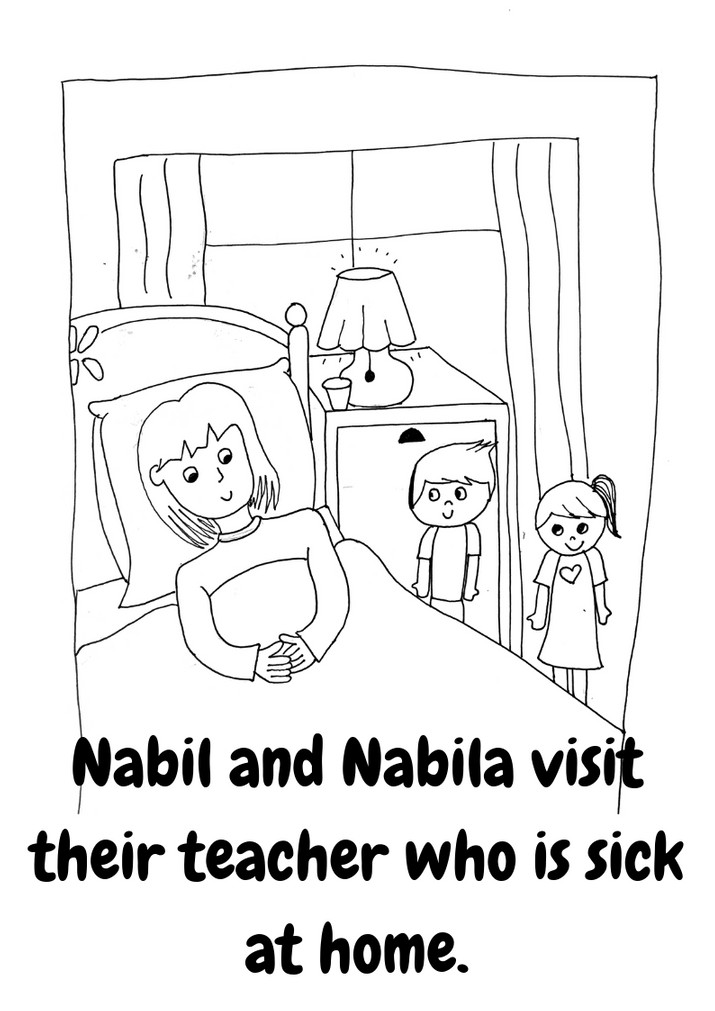 Nabil and Nabila visit
their teacher who is sick
at home.